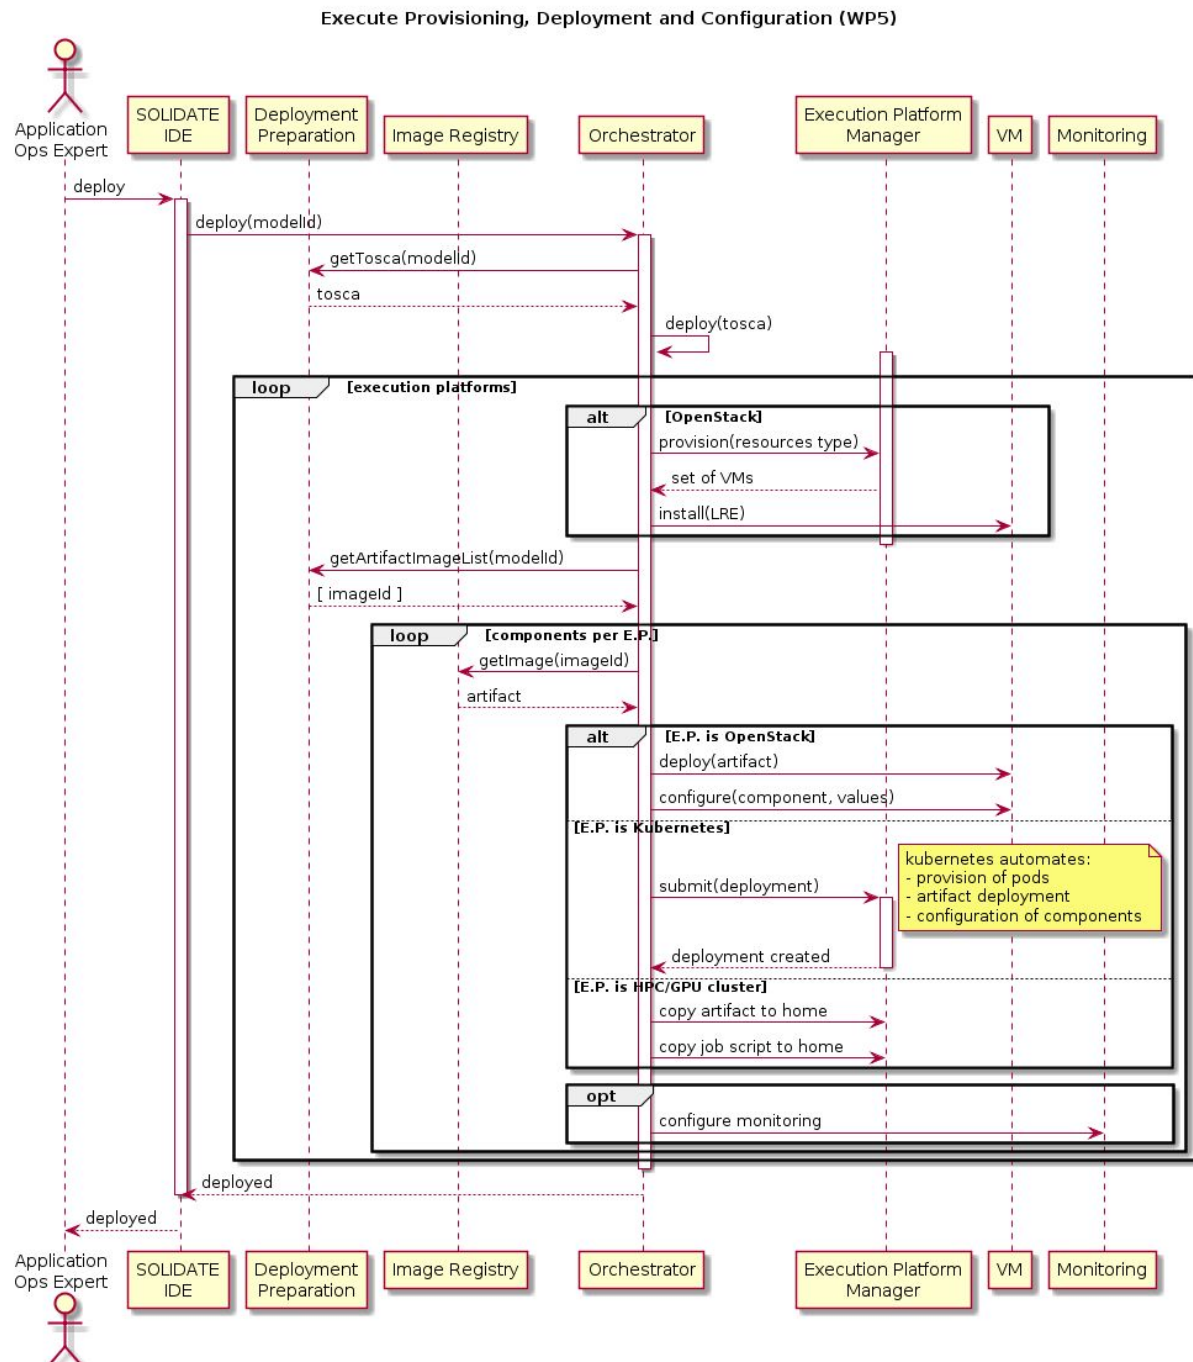 Execute Provisioning, Deployment and Configuration (WP5)
Application
Ops Expert
SOLIDATE
IDE
Deployment
Preparation
Image Registry
Orchestrator
Execution Platform
Manager
VM
Monitoring
deploy
deploy(modelId)
getTosca(modelId)
tosca
deploy(tosca)
loop [execution platforms]
alt [OpenStack]
provision(resources type)
set of VMs
install(LRE)
getArtifactImageList(modelId)
[ imageId ]
loop [components per E.P.]
getImage(imageId)
artifact
alt [E.P. is OpenStack]
deploy(artifact)
configure(component, values)
[E.P. is Kubernetes]
kubernetes automates:
- provision of pods
- artifact deployment
- configuration of components
submit(deployment)
deployment created
[E.P. is HPC/GPU cluster]
copy artifact to home
copy job script to home
opt
configure monitoring
deployed
deployed
Application
Ops Expert
SOLIDATE
IDE
Deployment
Preparation
Image Registry
Orchestrator
Execution Platform
Manager
VM
Monitoring